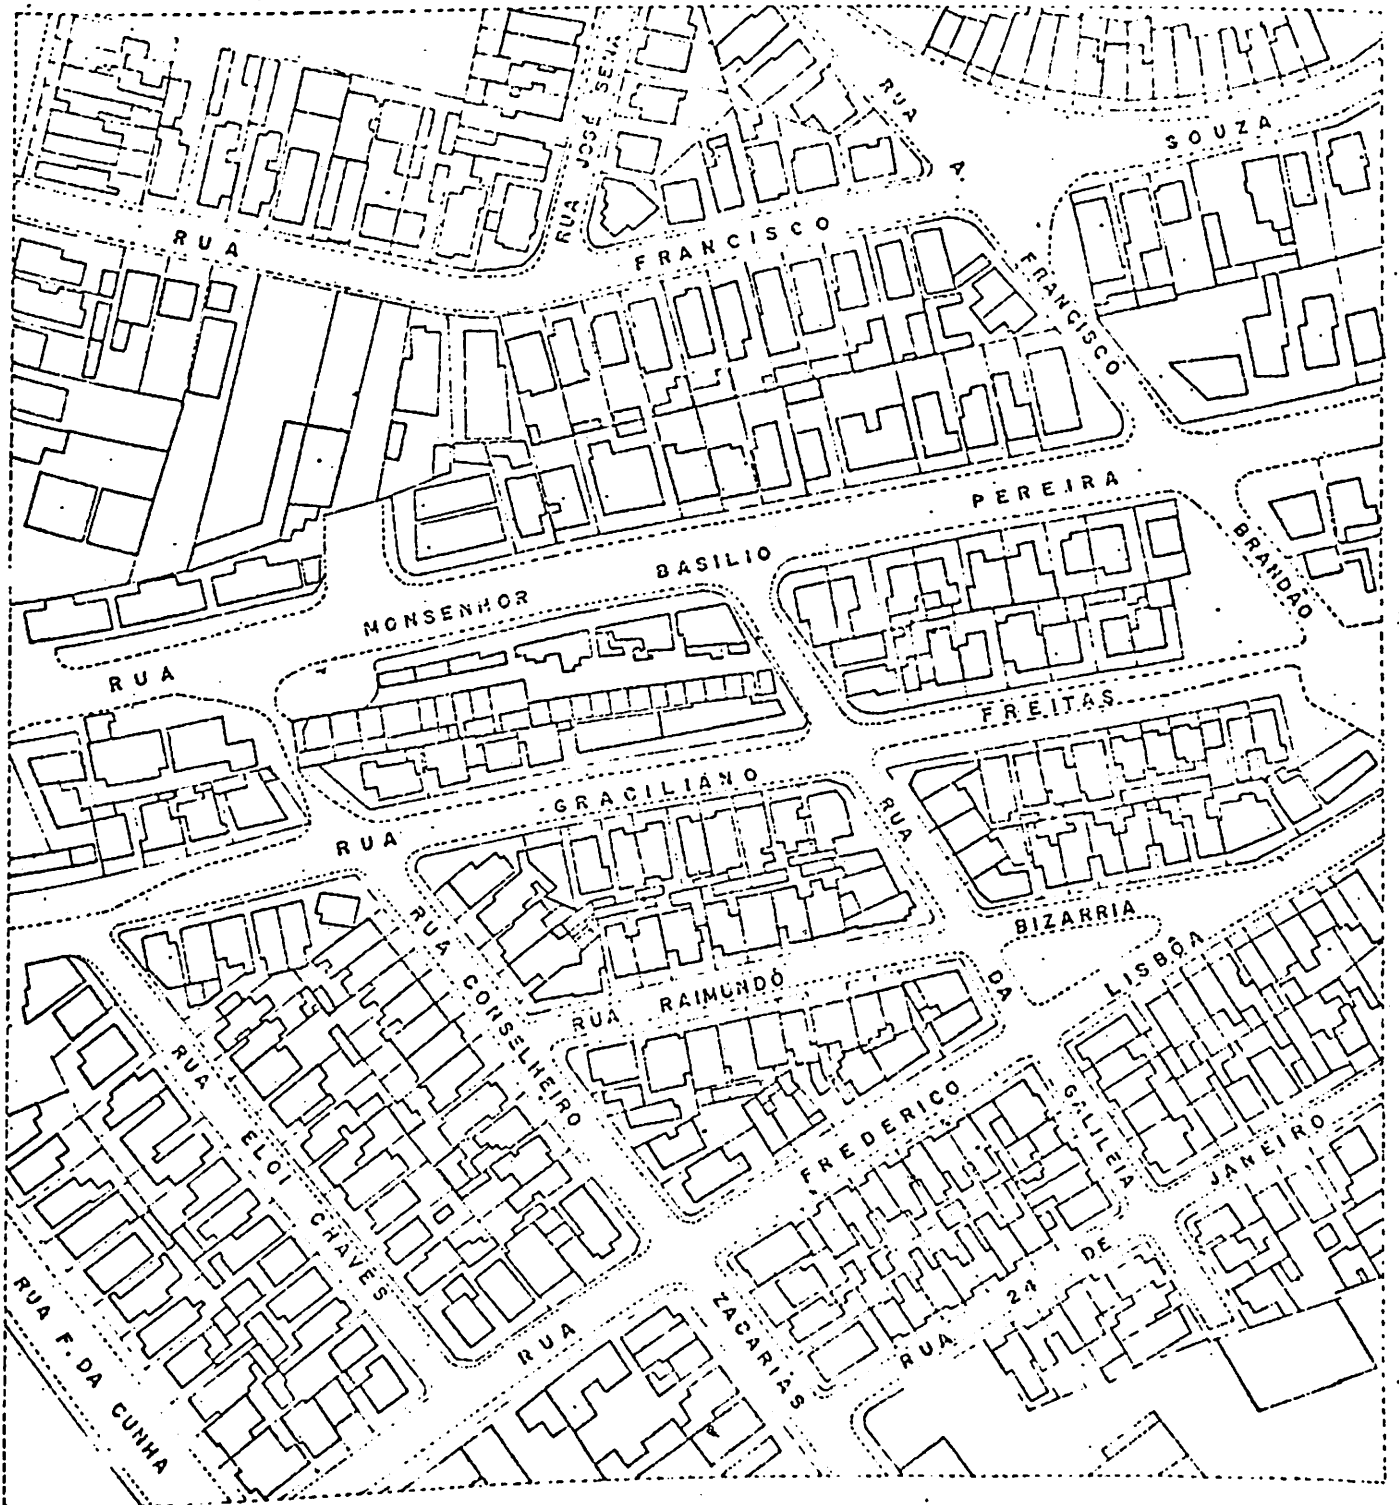 RUA FRANCISCO SOUZA
RUA JOSÉ SEIA
RUA A. FRANCISCO BRANDÃO
RUA MONSENHOR BASILIO PEREIRA
RUA GRACILIANO FREITAS
RUA RAIMUNDO BIZARRIA
RUA DA GALILEIA
RUA CONSELHEIRO ZACARIAS
RUA ELOI CHAVES
RUA FREDERICO LISBÔA
RUA 24 DE JANEIRO
RUA F. DA CUNHA